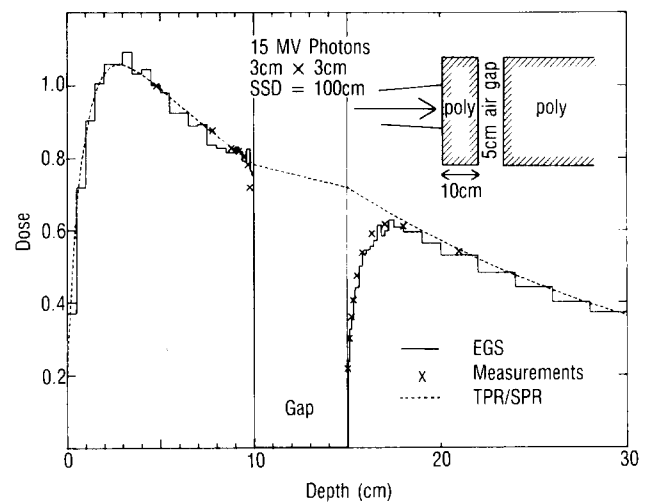 15 MV Photons
3cm × 3cm
SSD = 100cm
poly
5cm air gap
poly
10cm
Dose
1.0
0.8
0.6
0.4
0.2
Gap
EGS
x Measurements
TPR/SPR
0
10
20
30
Depth (cm)